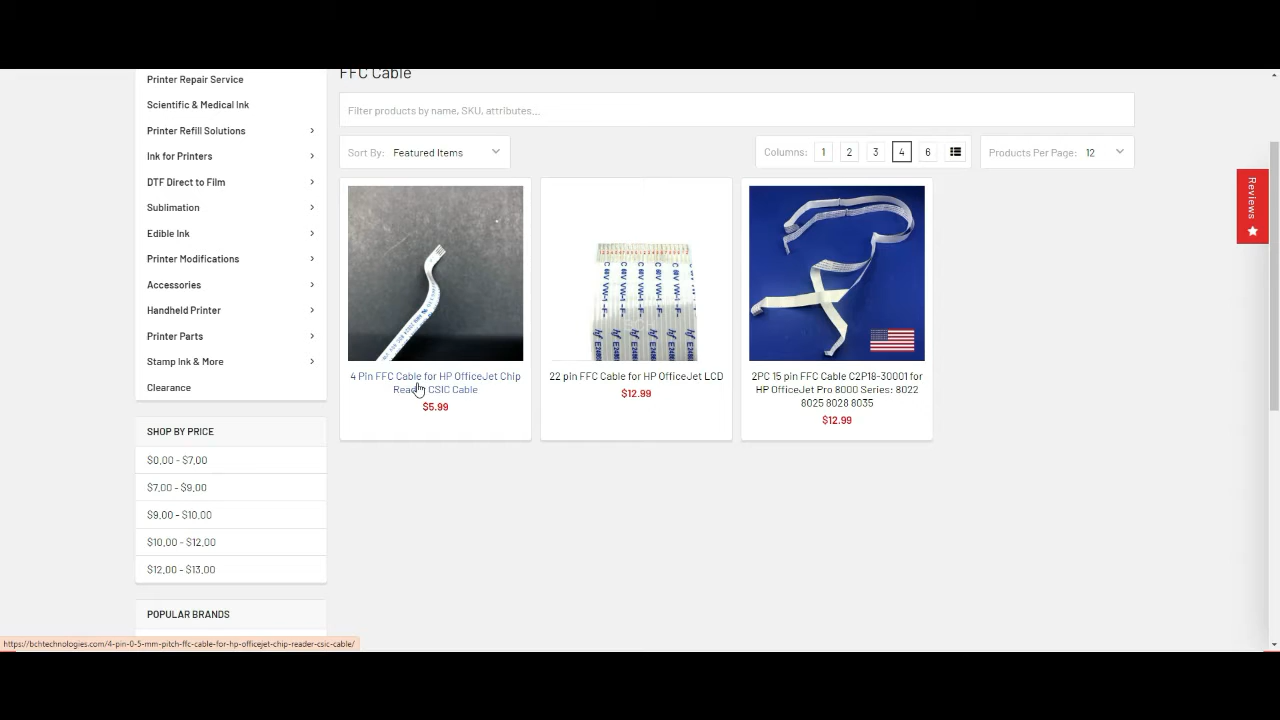 FFC Cable
Printer Repair Service
Scientific & Medical Ink
Printer Refill Solutions
Ink for Printers
DTF Direct to Film
Sublimation
Edible Ink
Printer Modifications
Accessories
Handheld Printer
Printer Parts
Stamp Ink & More
Clearance
SHOP BY PRICE
$0.00 - $7.00
$7.00 - $9.00
$9.00 - $10.00
$10.00 - $12.00
$12.00 - $13.00
POPULAR BRANDS
Filter products by name, SKU, attributes...
Sort By: Featured Items
Columns: 1 2 3 4 6
Products Per Page: 12
4 Pin FFC Cable for HP OfficeJet Chip
Reader CSIC Cable
$5.99
22 pin FFC Cable for HP OfficeJet LCD
$12.99
2PC 15 pin FFC Cable C2P18-30001 for
HP OfficeJet Pro 8000 Series: 8022
8025 8028 8035
$12.99
Reviews
https://bchtechnologies.com/4-pin-0-5-mm-pitch-ffc-cable-for-hp-officejet-chip-reader-csic-cable/